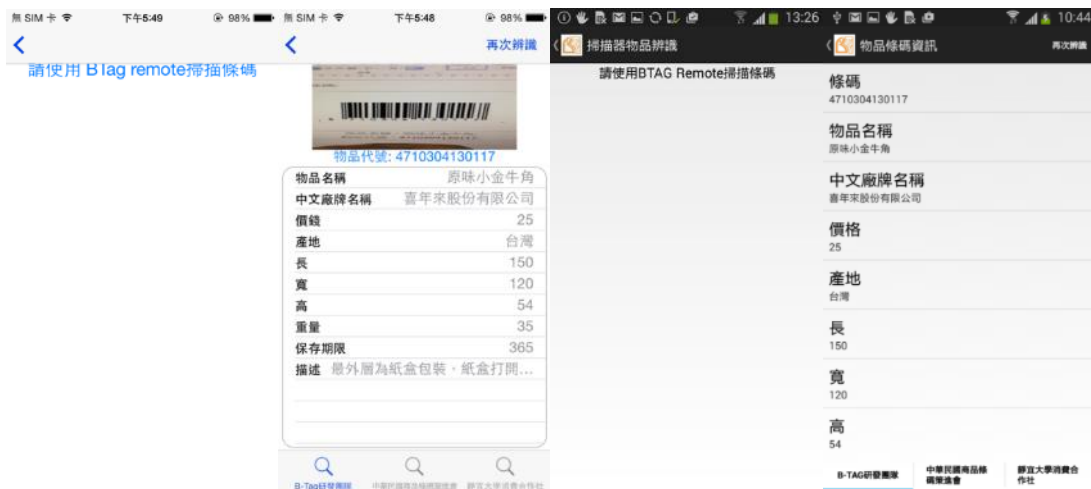 無 SIM 卡
下午5:49
98%
請使用 BTag remote掃描條碼
無 SIM 卡
下午5:48
98%
再次辨識
物品代號: 4710304130117
物品名稱 原味小金牛角
中文廠牌名稱 喜年來股份有限公司
價錢 25
產地 台灣
長 150
寬 120
高 54
重量 35
保存期限 365
描述 最外層為紙盒包裝，紙盒打開...
B-Tag研發團隊
13:26
掃描器物品辨識
請使用BTAG Remote掃描條碼
10:44
物品條碼資訊
再次辨識
條碼
4710304130117
物品名稱
原味小金牛角
中文廠牌名稱
喜年來股份有限公司
價格
25
產地
台灣
長
150
寬
120
高
54
B-TAG研發團隊
中華民國商品條
碼策進會
靜宜大學消費合
作社